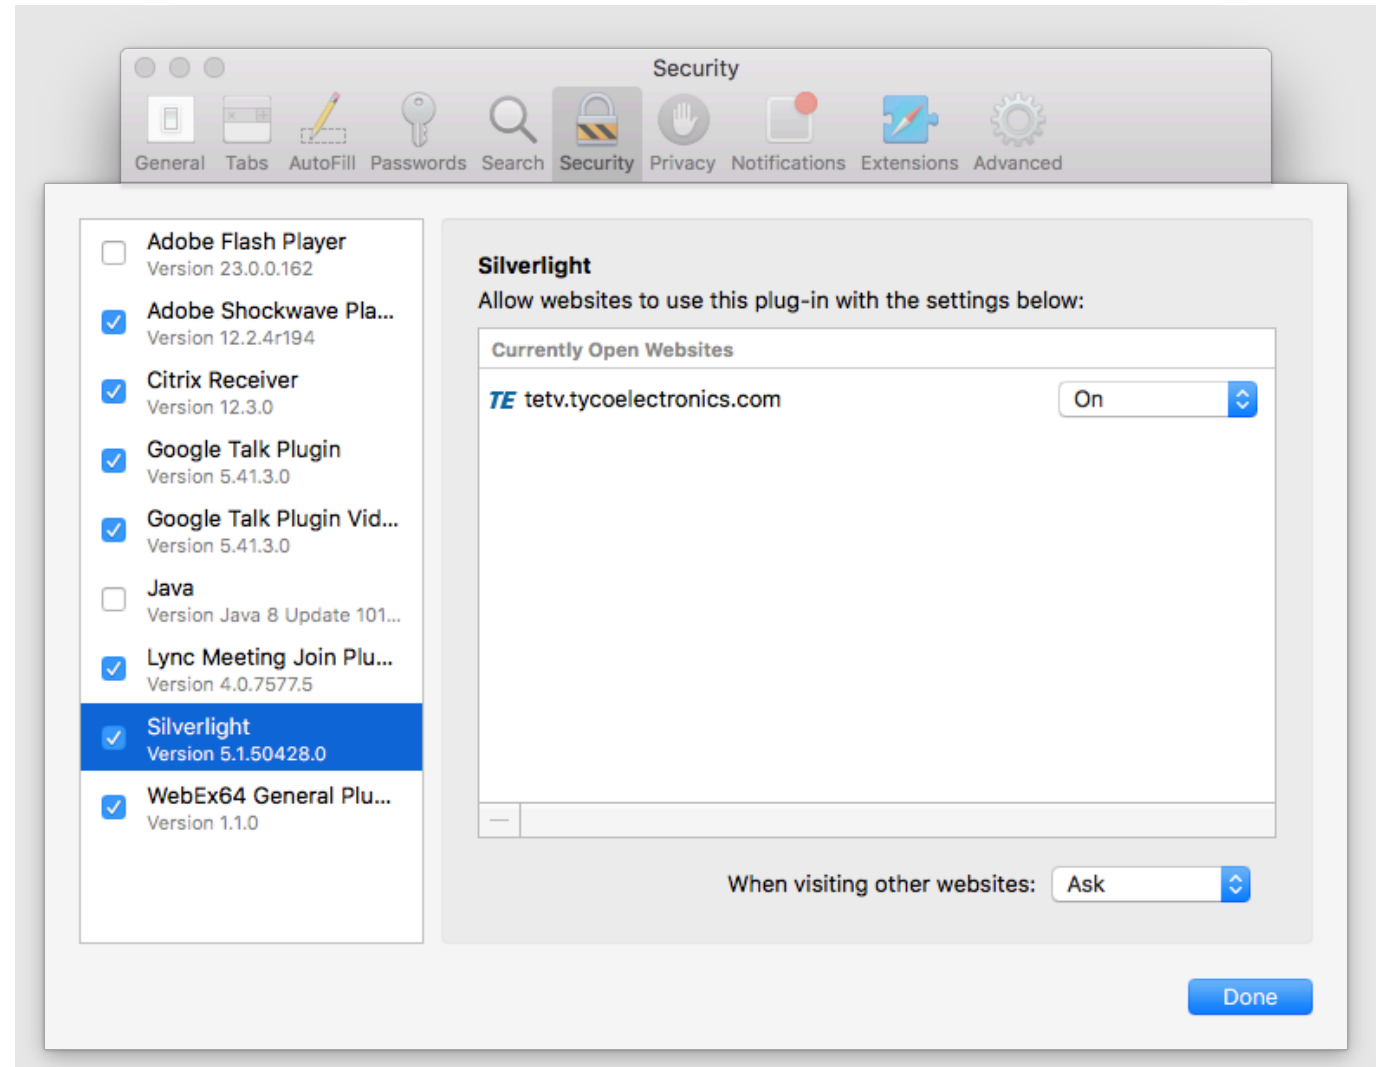 Security
General Tabs AutoFill Passwords Search Security Privacy Notifications Extensions Advanced
Adobe Flash Player
Version 23.0.0.162
Adobe Shockwave Pla...
Version 12.2.4r194
Citrix Receiver
Version 12.3.0
Google Talk Plugin
Version 5.41.3.0
Google Talk Plugin Vid...
Version 5.41.3.0
Java
Version Java 8 Update 101...
Lync Meeting Join Plu...
Version 4.0.7577.5
Silverlight
Version 5.1.50428.0
WebEx64 General Plu...
Version 1.1.0
Silverlight
Allow websites to use this plug-in with the settings below:
Currently Open Websites
TE tetv.tycoelectronics.com On
When visiting other websites: Ask
Done